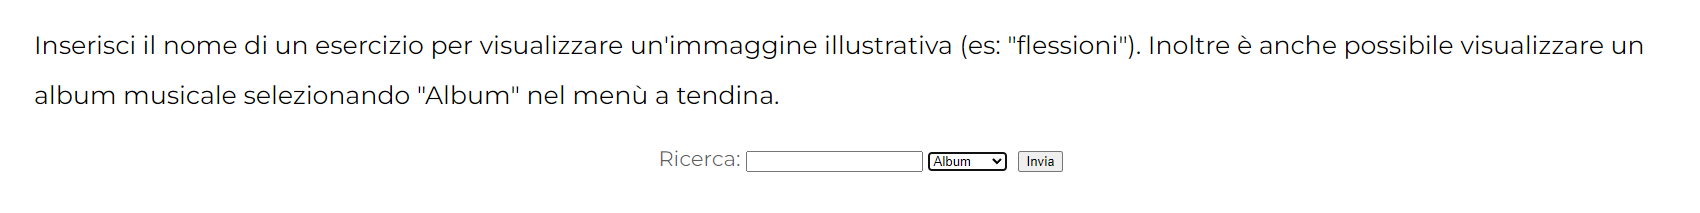 Inserisci il nome di un esercizio per visualizzare un'immaggine illustrativa (es: "flessioni"). Inoltre è anche possibile visualizzare un
album musicale selezionando "Album" nel menù a tendina.
Ricerca: Album Invia